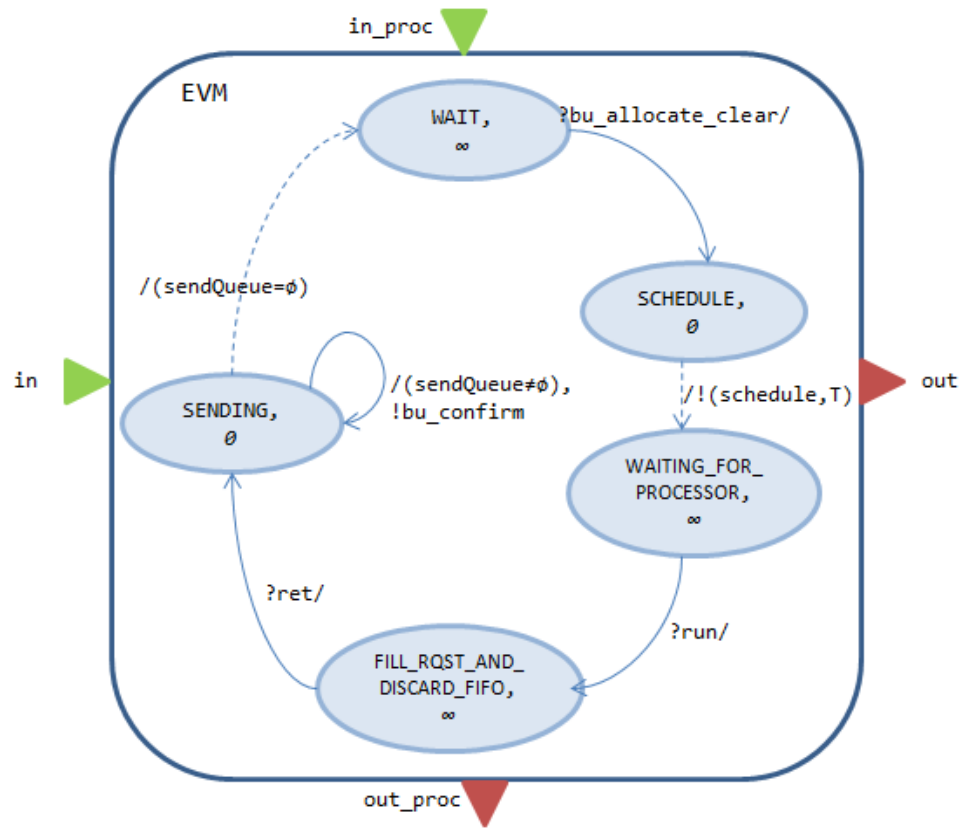 in_proc
EVM
WAIT,
∞
?bu_allocate_clear/
/(sendQueue=ø)
SCHEDULE,
0
in
/(sendQueue≠ø),
!bu_confirm
/!(schedule,T)
out
SENDING,
0
WAITING_FOR_
PROCESSOR,
∞
?ret/
?run/
FILL_RQST_AND_
DISCARD_FIFO,
∞
out_proc